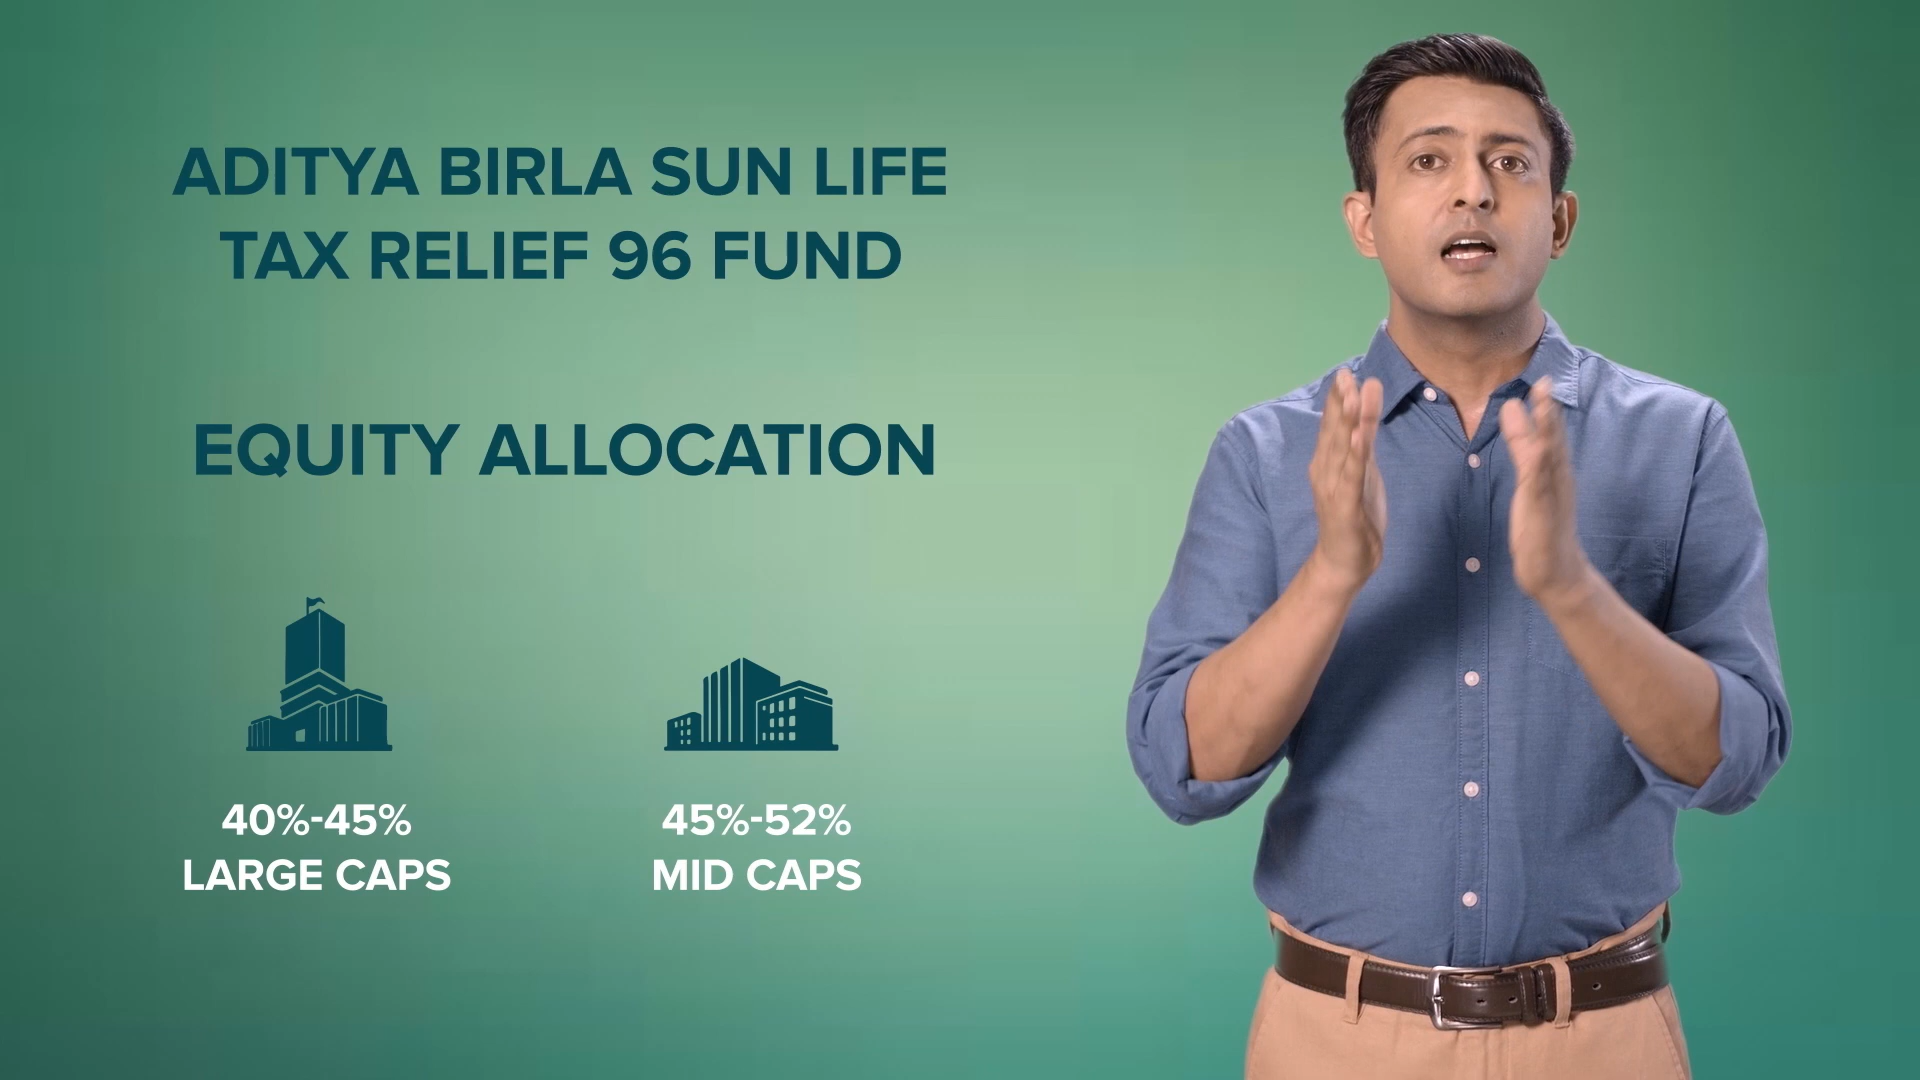 ADITYA BIRLA SUN LIFE
TAX RELIEF 96 FUND
EQUITY ALLOCATION
40%-45%
LARGE CAPS
45%-52%
MID CAPS